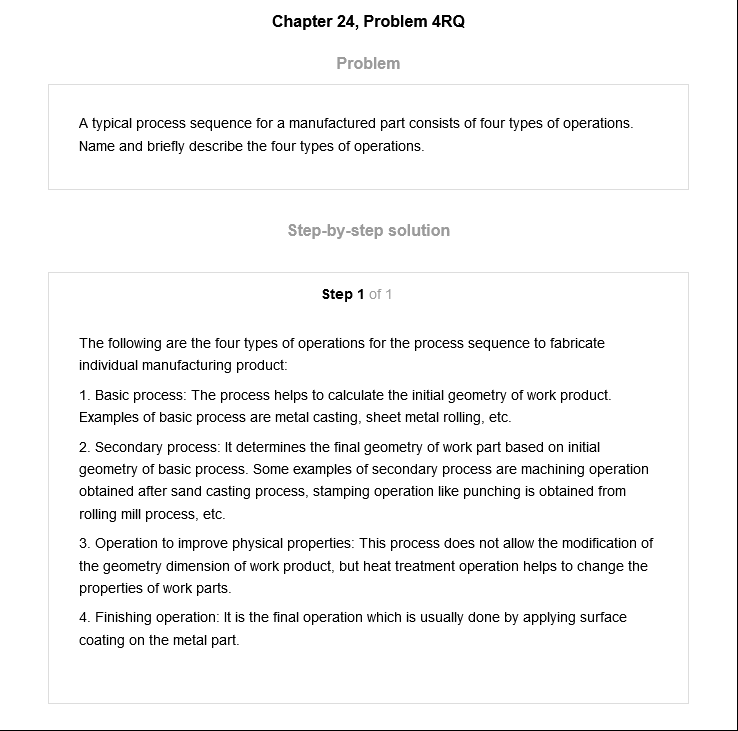 Chapter 24, Problem 4RQ
Problem
A typical process sequence for a manufactured part consists of four types of operations.
Name and briefly describe the four types of operations.
Step-by-step solution
Step 1 of 1
The following are the four types of operations for the process sequence to fabricate
individual manufacturing product:
1. Basic process: The process helps to calculate the initial geometry of work product.
Examples of basic process are metal casting, sheet metal rolling, etc.
2. Secondary process: It determines the final geometry of work part based on initial
geometry of basic process. Some examples of secondary process are machining operation
obtained after sand casting process, stamping operation like punching is obtained from
rolling mill process, etc.
3. Operation to improve physical properties: This process does not allow the modification of
the geometry dimension of work product, but heat treatment operation helps to change the
properties of work parts.
4. Finishing operation: It is the final operation which is usually done by applying surface
coating on the metal part.